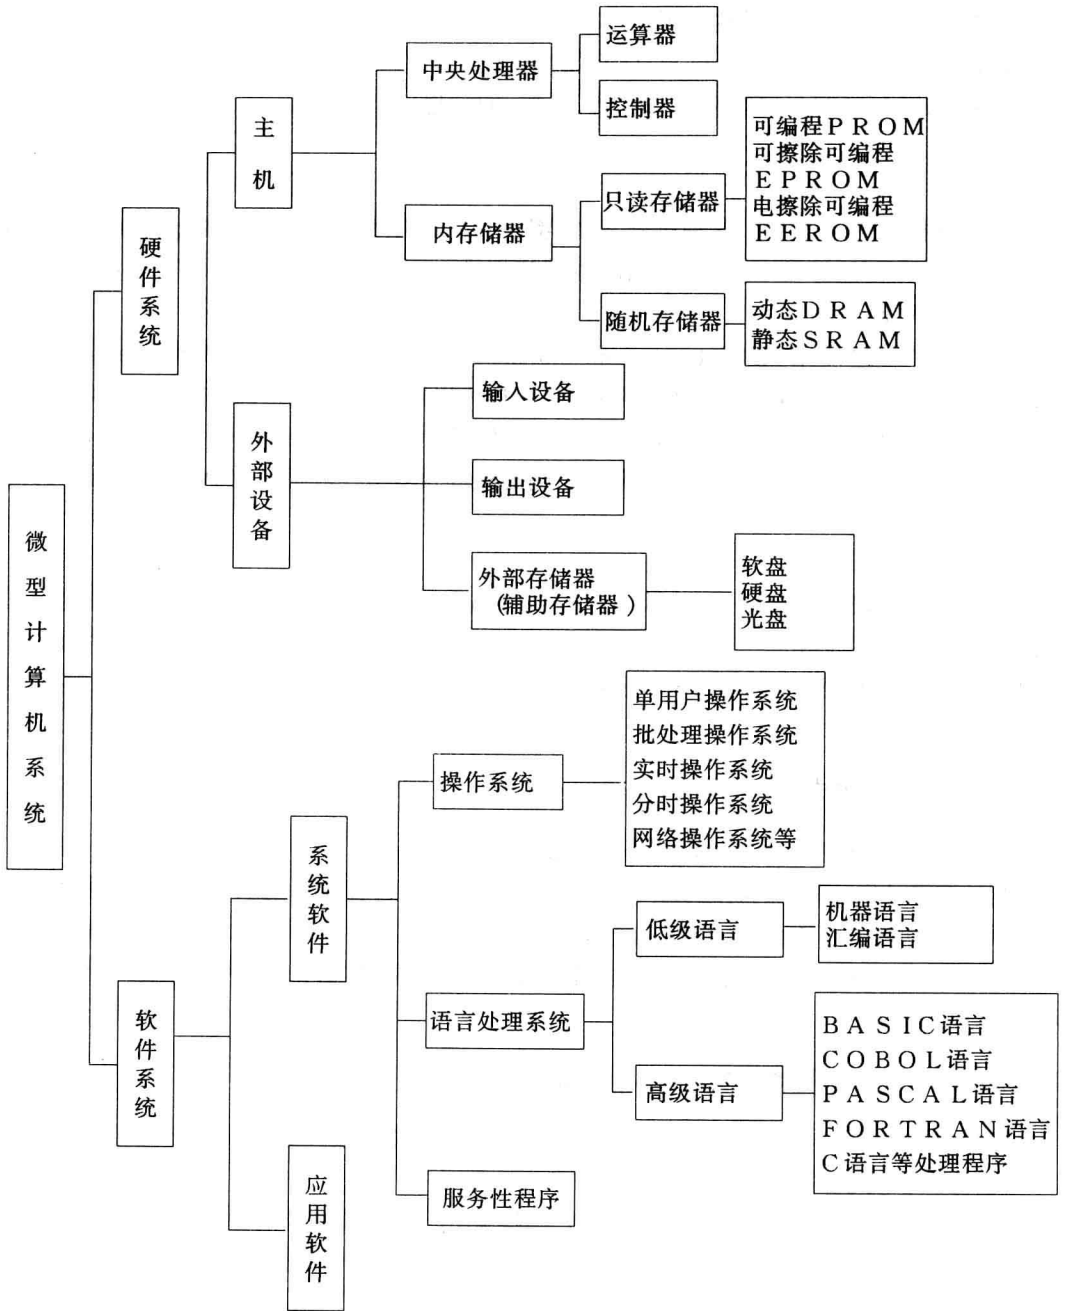 微型计算机系统
硬件系统
主机
中央处理器
运算器
控制器
内存储器
只读存储器
可编程PROM
可擦除可编程
EPROM
电擦除可编程
EEROM
随机存储器
动态DRAM
静态SRAM
外部设备
输入设备
输出设备
外部存储器
(辅助存储器)
软盘
硬盘
光盘
软件系统
系统软件
操作系统
单用户操作系统
批处理操作系统
实时操作系统
分时操作系统
网络操作系统等
语言处理系统
低级语言
机器语言
汇编语言
高级语言
BASIC语言
COBOL语言
PASCAL语言
FORTRAN语言
C语言等处理程序
服务性程序
应用软件